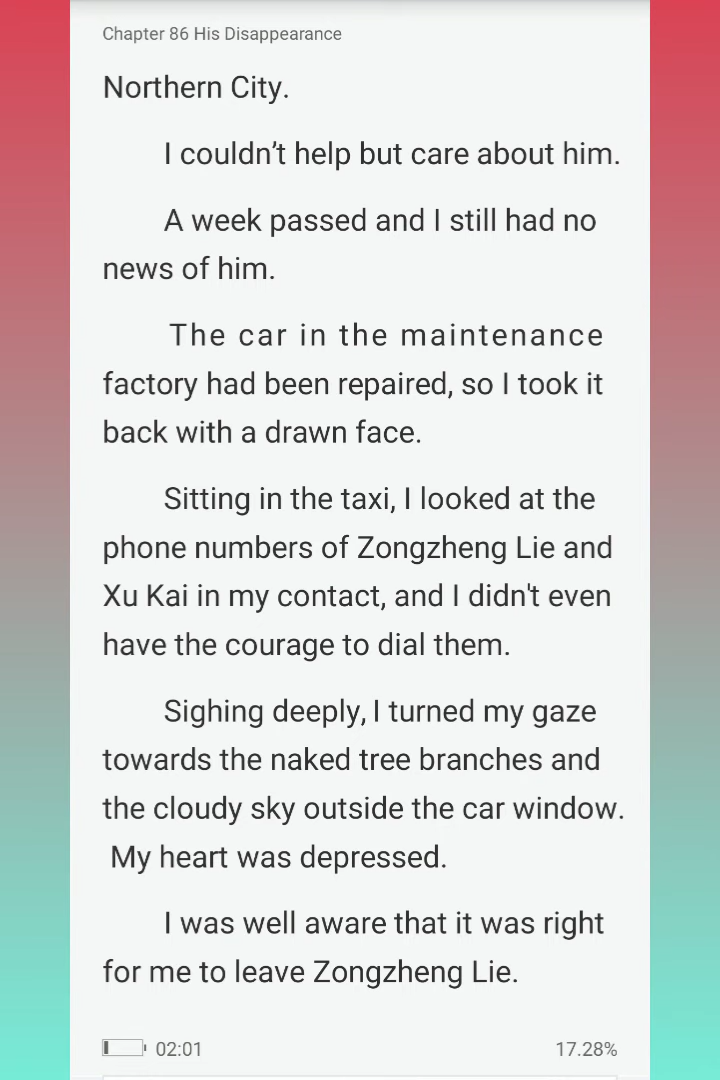 Chapter 86 His Disappearance
Northern City.
I couldn’t help but care about him.
A week passed and I still had no
news of him.
The car in the maintenance
factory had been repaired, so I took it
back with a drawn face.
Sitting in the taxi, I looked at the
phone numbers of Zongzheng Lie and
Xu Kai in my contact, and I didn't even
have the courage to dial them.
Sighing deeply, I turned my gaze
towards the naked tree branches and
the cloudy sky outside the car window.
My heart was depressed.
I was well aware that it was right
for me to leave Zongzheng Lie.
02:01 17.28%